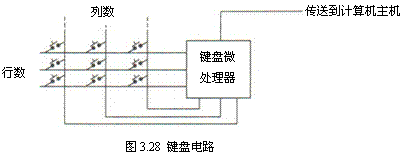 列数
传送到计算机主机
键盘微
处理器
行数
图 3.28 键盘电路